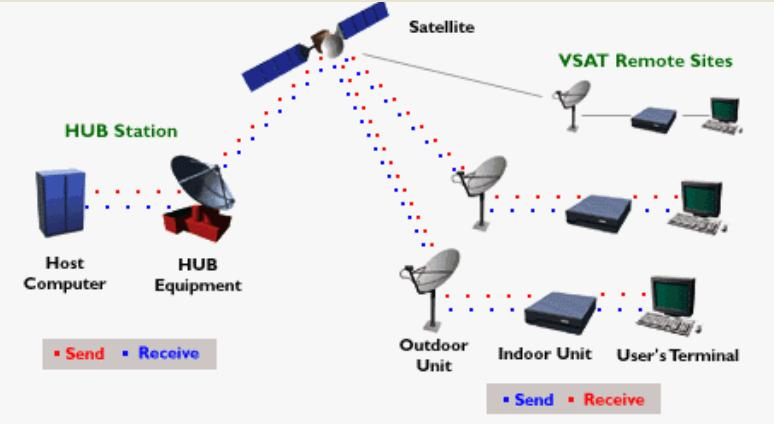 Satellite
VSAT Remote Sites
HUB Station
Host
Computer
HUB
Equipment
Outdoor
Unit
Indoor Unit
User's Terminal
Send Receive
Send Receive